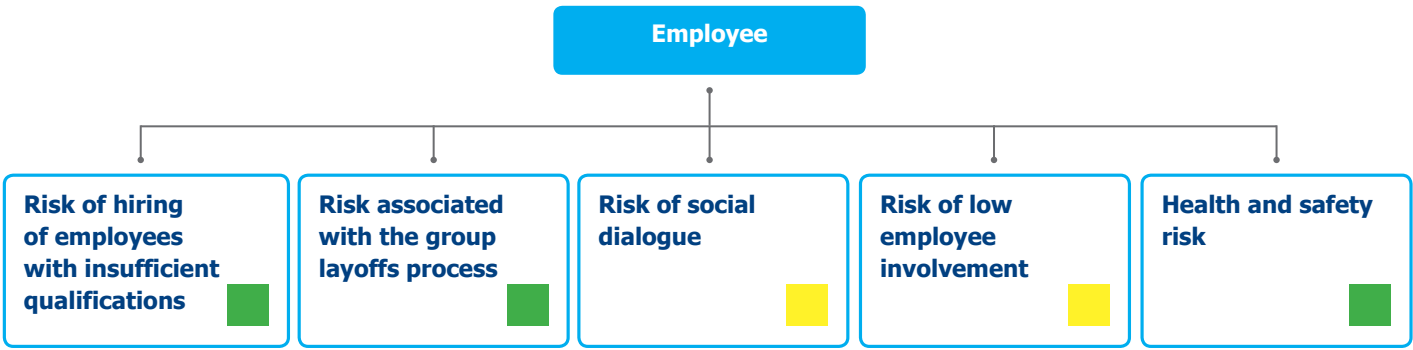 Employee
Risk of hiring
of employees
with insufficient
qualifications
Risk associated
with the group
layoffs process
Risk of social
dialogue
Risk of low
employee
involvement
Health and safety
risk